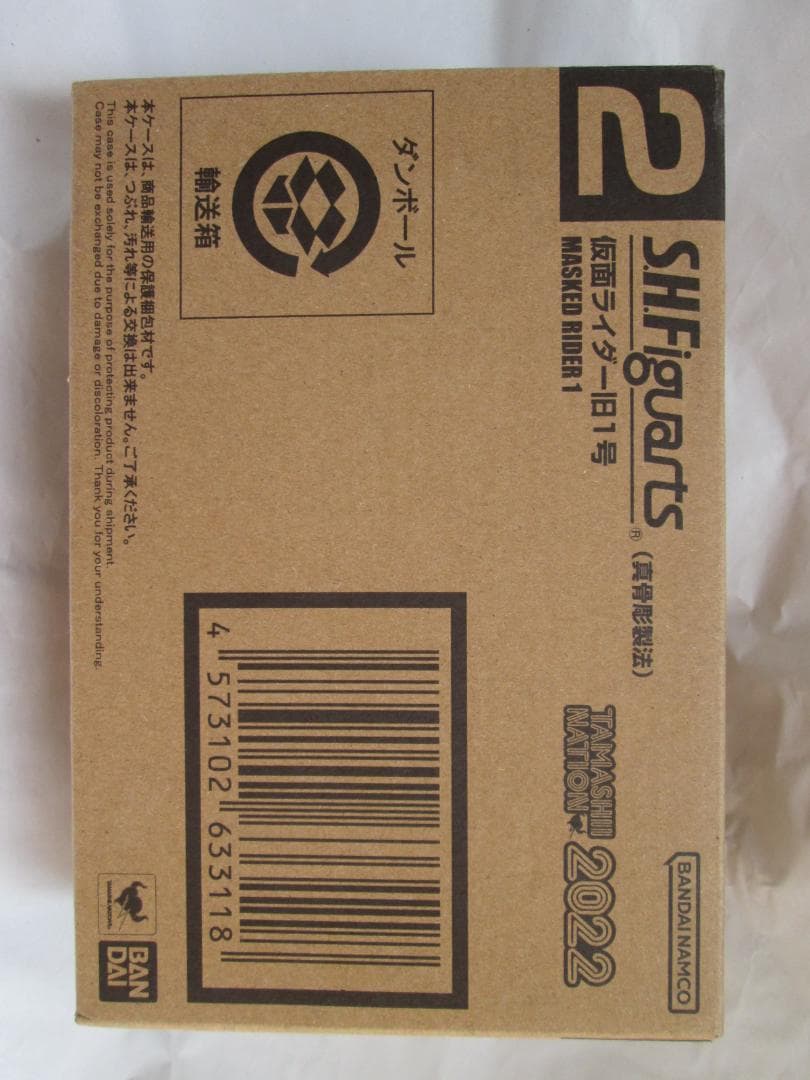 2
S.H.Figuarts® (真骨彫製法)
仮面ライダー旧1号
MASKED RIDER 1
TAMASHII
NATION
2022
BANDAI NAMCO
ダンボール
輸送箱
4 573102 633118
本ケースは、商品輸送用の保護梱包材です。
本ケースは、つぶれ、汚れ等による交換は出来ません。ご了承ください。
This case is used solely for the purpose of protecting product during shipment.
Case may not be exchanged due to damage or discoloration. Thank you for your understanding.
BAN
DAI